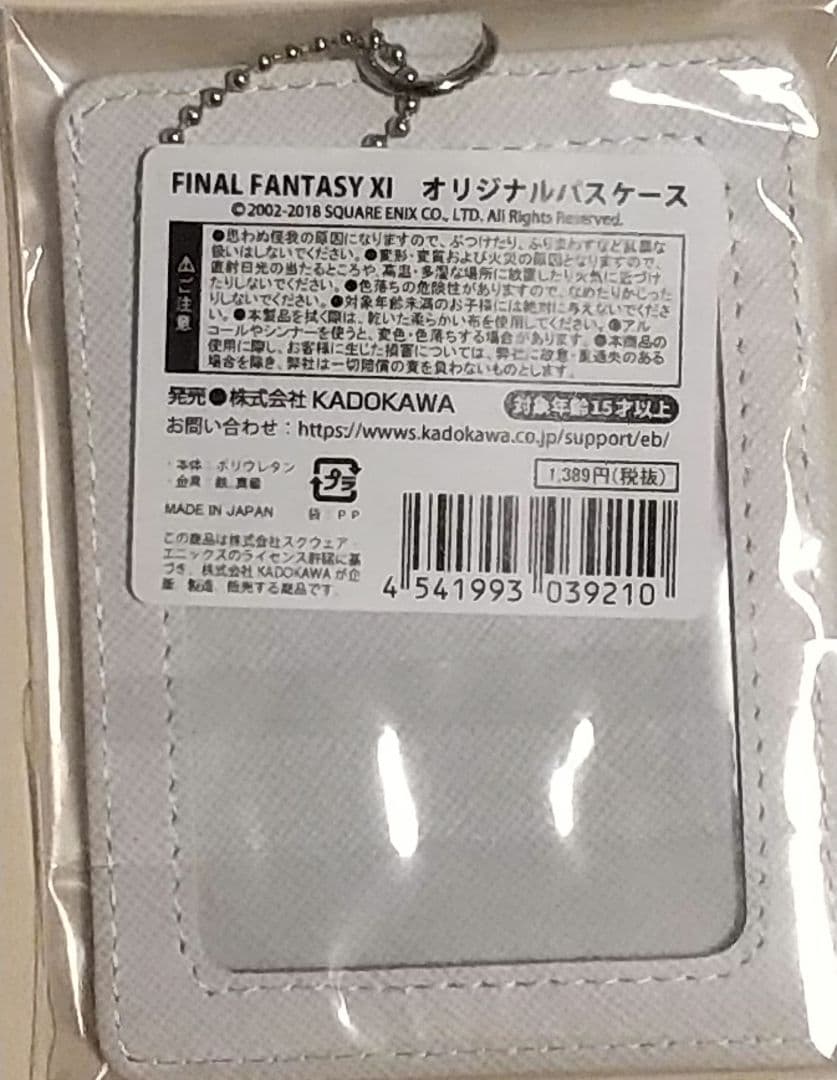 FINAL FANTASY XI オリジナルパスケース
©2002-2018 SQUARE ENIX CO., LTD. All Rights Reserved.
⚠ご注意
●思わぬ怪我の原因になりますので、ぶつけたり、ふりまわすなど乱暴な
扱いはしないでください。●変形・変質および火災の原因となりますので、
直射日光の当たるところや、高温・多湿な場所に放置したり火気に近づけ
たりしないでください。●色落ちの危険性がありますので、なめたりかじった
りしないでください。●対象年齢未満のお子様には絶対に与えないでくださ
い。●本製品を拭く際は、乾いた柔らかい布を使用してください。●アル
コールやシンナーを使うと、変色・色落ちする場合があります。●本商品の
使用に際し、お客様に生じた損害については、弊社に故意・重過失のある
場合を除き、弊社は一切賠償の責を負わないものとします。
発売●株式会社 KADOKAWA 対象年齢15才以上
お問い合わせ：https://wwws.kadokawa.co.jp/support/eb/
・本体 ポリウレタン
・金具 鉄、真鍮
プラ
袋：PP
1,389円(税抜)
MADE IN JAPAN
この商品は株式会社スクウェア・
エニックスのライセンス許諾に基
づき、株式会社 KADOKAWA が企
画、製造、販売する商品です。
4 541993 039210